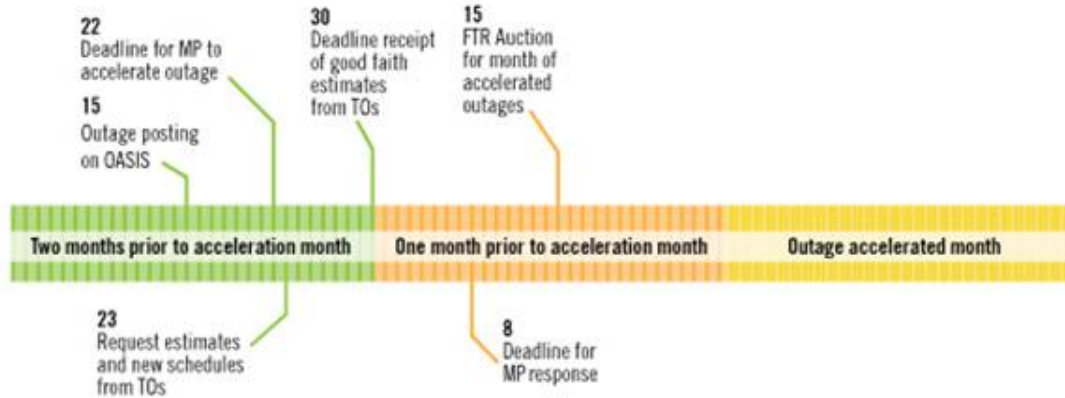 22
Deadline for MP to
accelerate outage
15
Outage posting
on OASIS
30
Deadline receipt
of good faith
estimates
from TOs
15
FTR Auction
for month of
accelerated
outages
Two months prior to acceleration month
One month prior to acceleration month
Outage accelerated month
23
Request estimates
and new schedules
from TOs
8
Deadline for
MP response